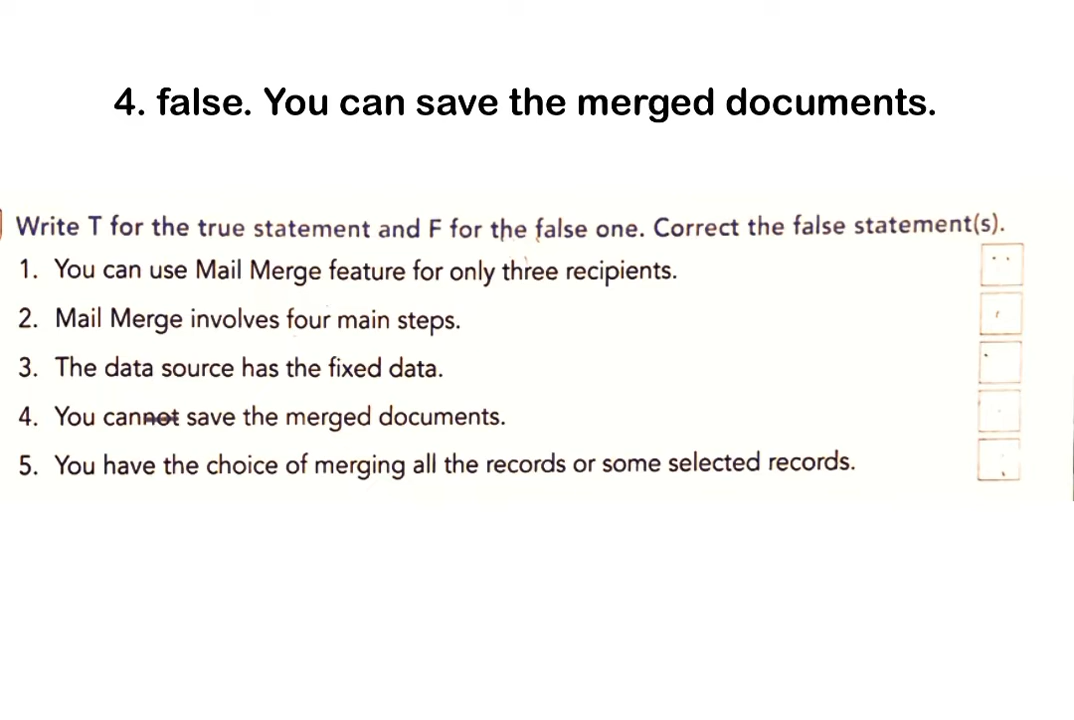 4. false. You can save the merged documents.
Write T for the true statement and F for the false one. Correct the false statement(s).
1. You can use Mail Merge feature for only three recipients.
2. Mail Merge involves four main steps.
3. The data source has the fixed data.
4. You cannot save the merged documents.
5. You have the choice of merging all the records or some selected records.